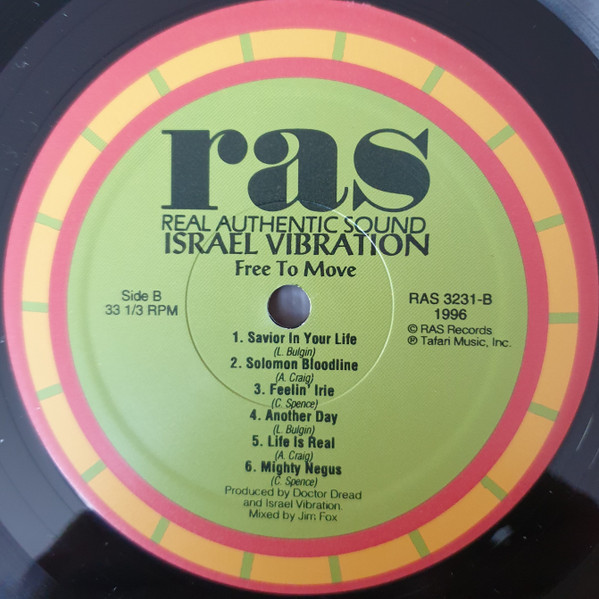 ras
REAL AUTHENTIC SOUND
ISRAEL VIBRATION
Free To Move
Side B
33 1/3 RPM
RAS 3231-B
1996
© RAS Records
℗ Tafari Music, Inc.
1. Savior In Your Life
(L. Bulgin)
2. Solomon Bloodline
(A. Craig)
3. Feelin' Irie
(C. Spence)
4. Another Day
(L. Bulgin)
5. Life Is Real
(A. Craig)
6. Mighty Negus
(C. Spence)
Produced by Doctor Dread
and Israel Vibration.
Mixed by Jim Fox